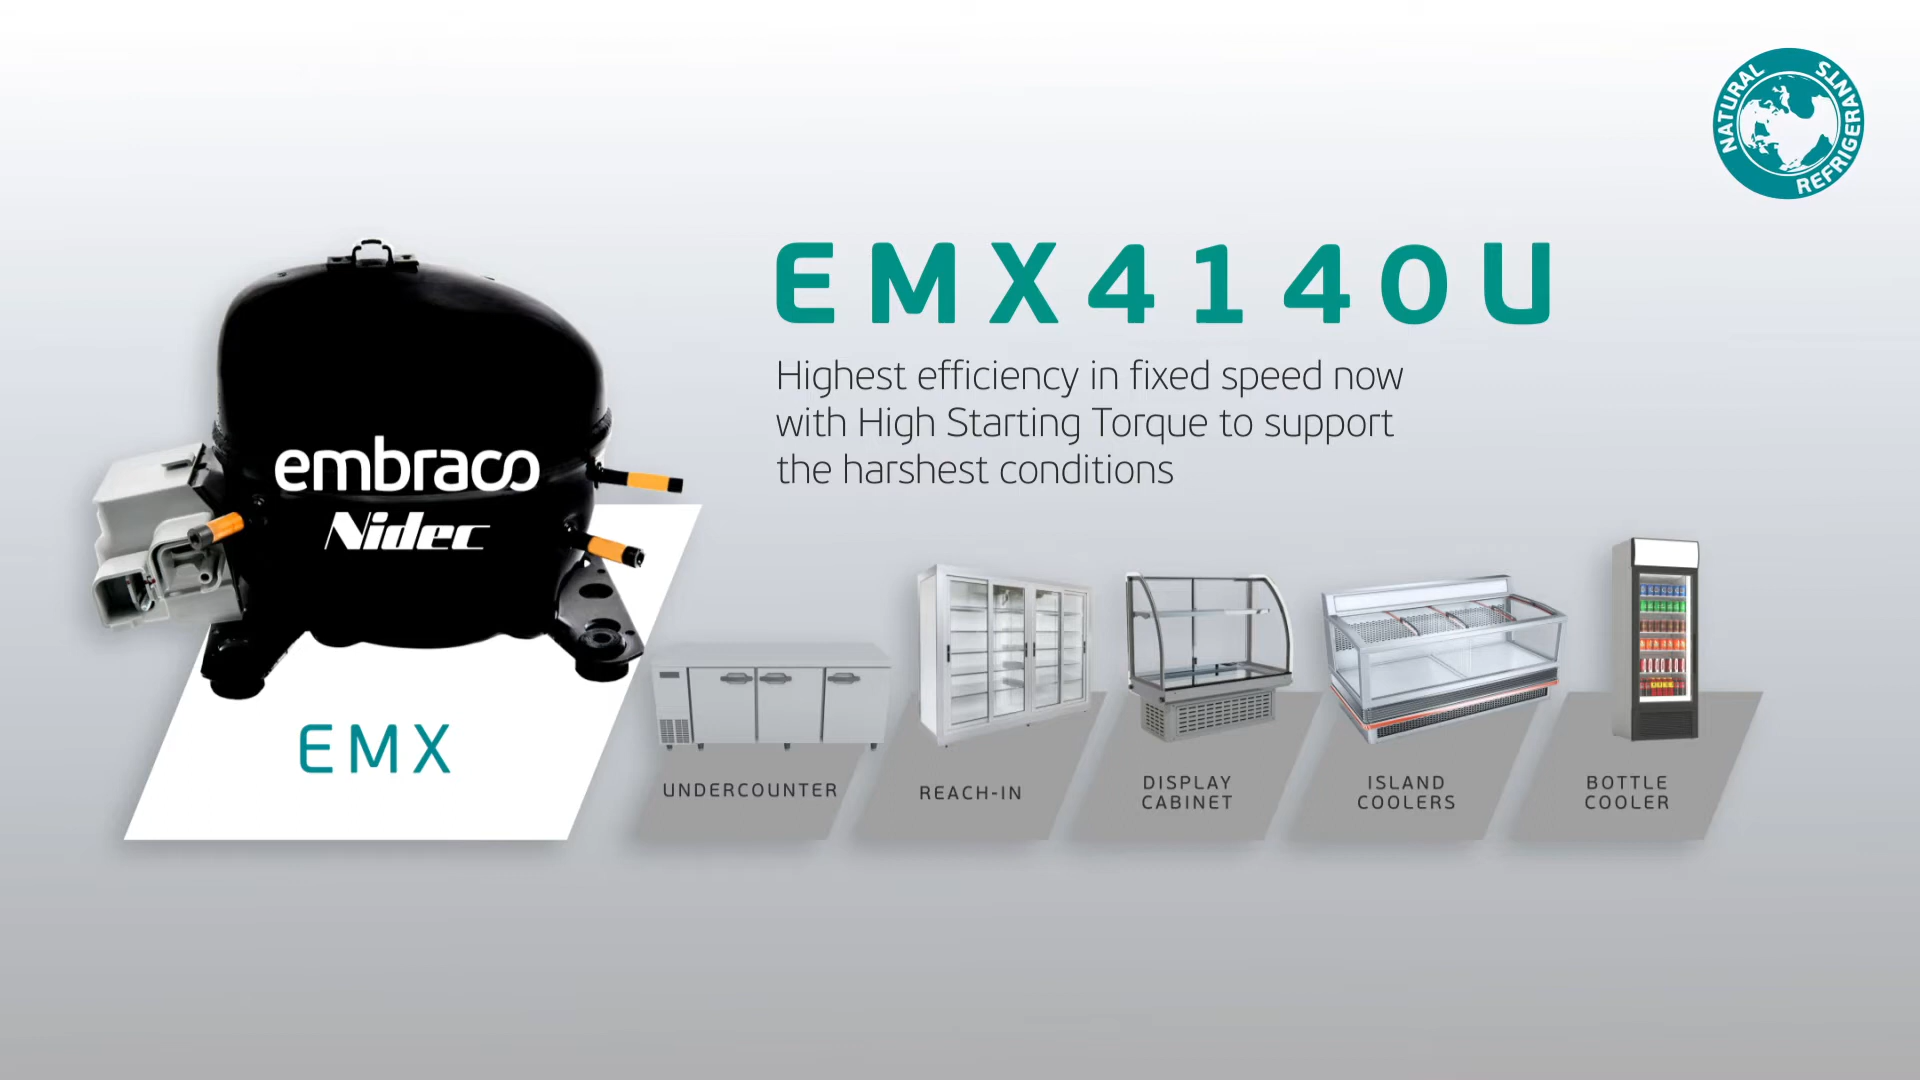 NATURAL REFRIGERANTS
EMX4140U
Highest efficiency in fixed speed now
with High Starting Torque to support
the harshest conditions
embraco
Nidec
EMX
UNDERCOUNTER
REACH-IN
DISPLAY
CABINET
ISLAND
COOLERS
BOTTLE
COOLER